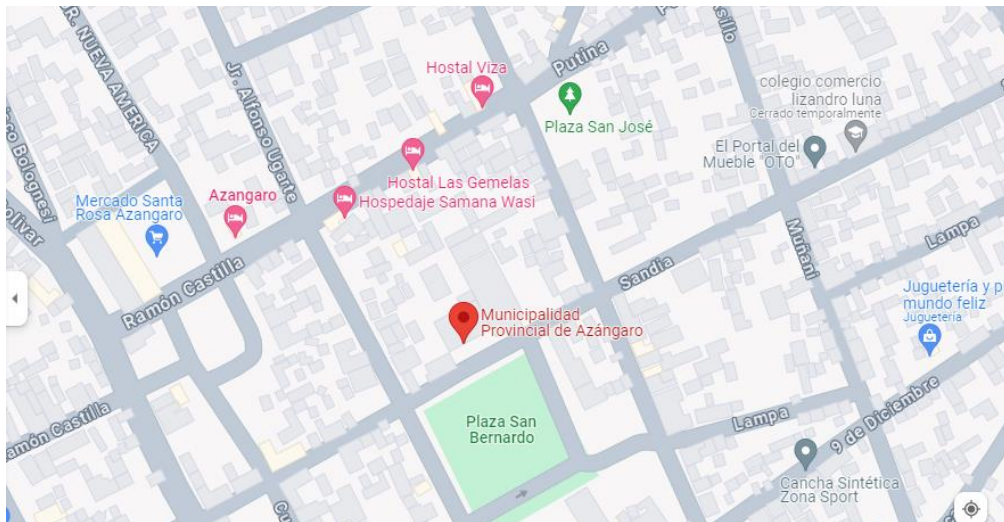 Hostal Viza
Putina
JR. NUEVA AMERICA
Jr. Alfonso Ugarte
Plaza San José
colegio comercio
lizandro luna
Cerrado temporalmente
El Portal del
Mueble "OTO"
Hostal Las Gemelas
Hospedaje Samana Wasi
Azangaro
Mercado Santa
Rosa Azangaro
Bolívar
Bolognesi
Ramón Castilla
Sandia
Muñani
Lampa
Juguetería y p
mundo feliz
Juguetería
Municipalidad
Provincial de Azángaro
Plaza San
Bernardo
Lampa
9 de Diciembre
Cancha Sintética
Zona Sport
amón Castilla